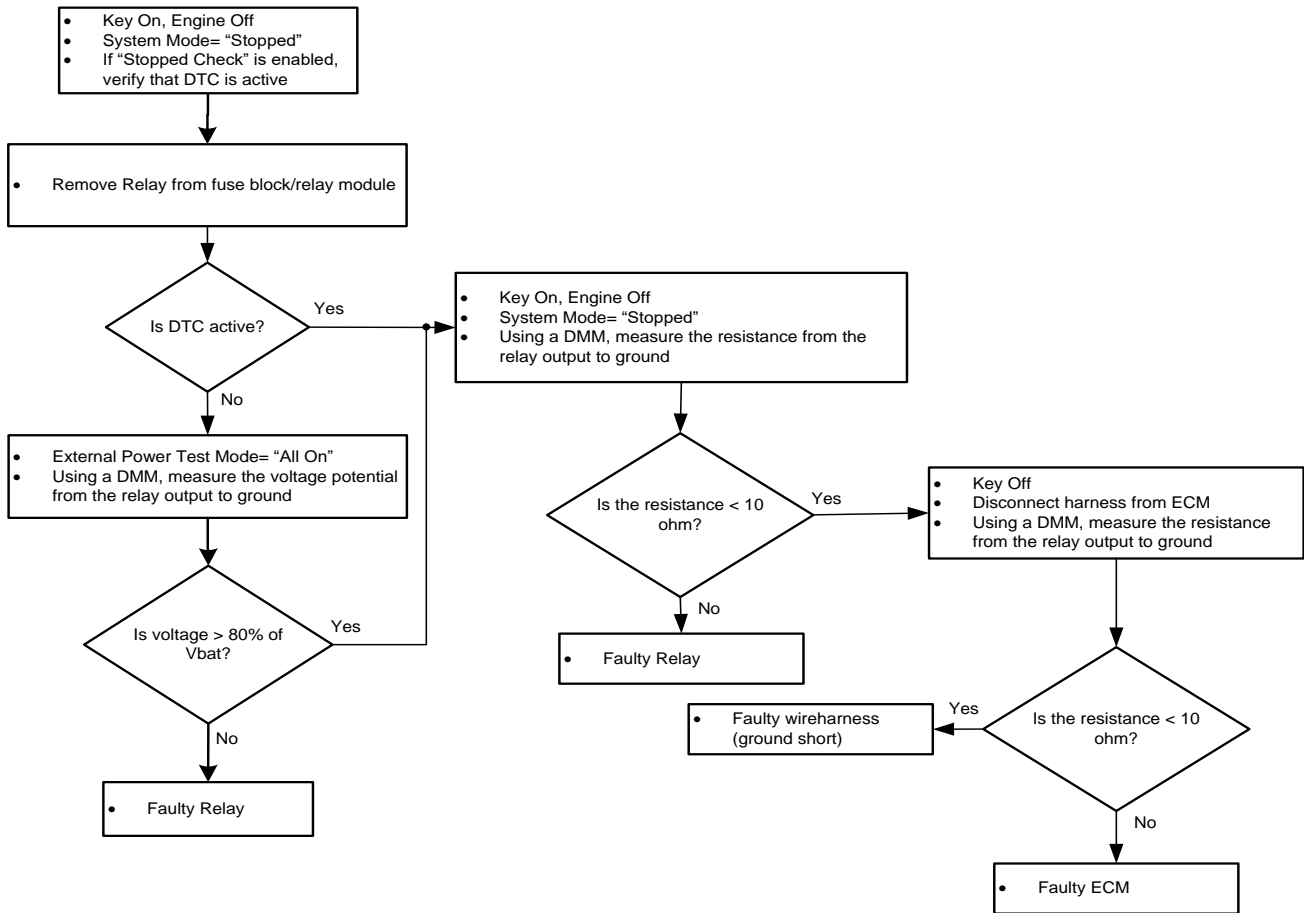 • Key On, Engine Off
• System Mode= “Stopped”
• If “Stopped Check” is enabled,
verify that DTC is active
• Remove Relay from fuse block/relay module
Is DTC active?
Yes
No
• External Power Test Mode= “All On”
• Using a DMM, measure the voltage potential
from the relay output to ground
Is voltage > 80% of
Vbat?
Yes
No
• Faulty Relay
• Key On, Engine Off
• System Mode= “Stopped”
• Using a DMM, measure the resistance from the
relay output to ground
Is the resistance < 10
ohm?
Yes
No
• Faulty Relay
• Key Off
• Disconnect harness from ECM
• Using a DMM, measure the resistance
from the relay output to ground
Is the resistance < 10
ohm?
Yes
• Faulty wireharness
(ground short)
No
• Faulty ECM